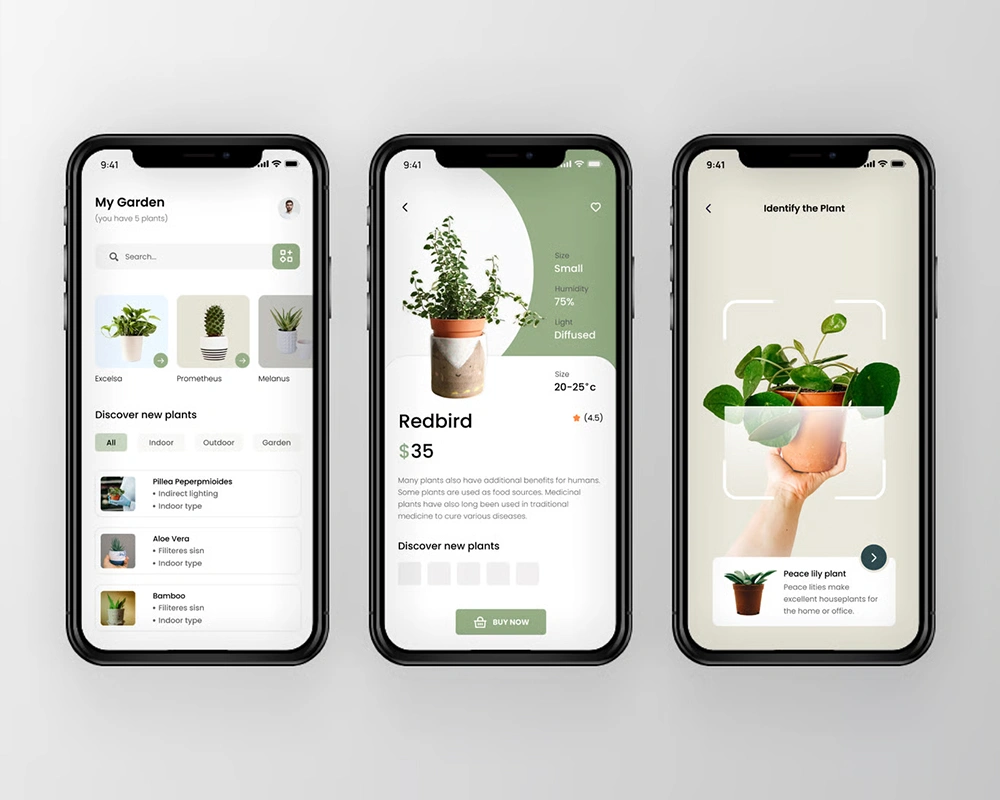 9:41
My Garden
(you have 5 plants)
Search...
Excelsa
Prometheus
Melanus
Discover new plants
All
Indoor
Outdoor
Garden
Pillea Peperpmioides
• Indirect lighting
• Indoor type
Aloe Vera
• Filiteres sisn
• Indoor type
Bamboo
• Filiteres sisn
• Indoor type
9:41
Size
Small
Humidity
75%
Light
Diffused
Size
20-25°c
Redbird
(4.5)
$35
Many plants also have additional benefits for humans.
Some plants are used as food sources. Medicinal
plants have also long been used in traditional
medicine to cure various diseases.
Discover new plants
BUY NOW
9:41
Identify the Plant
Peace lily plant
Peace lities make
excellent houseplants for
the home or office.